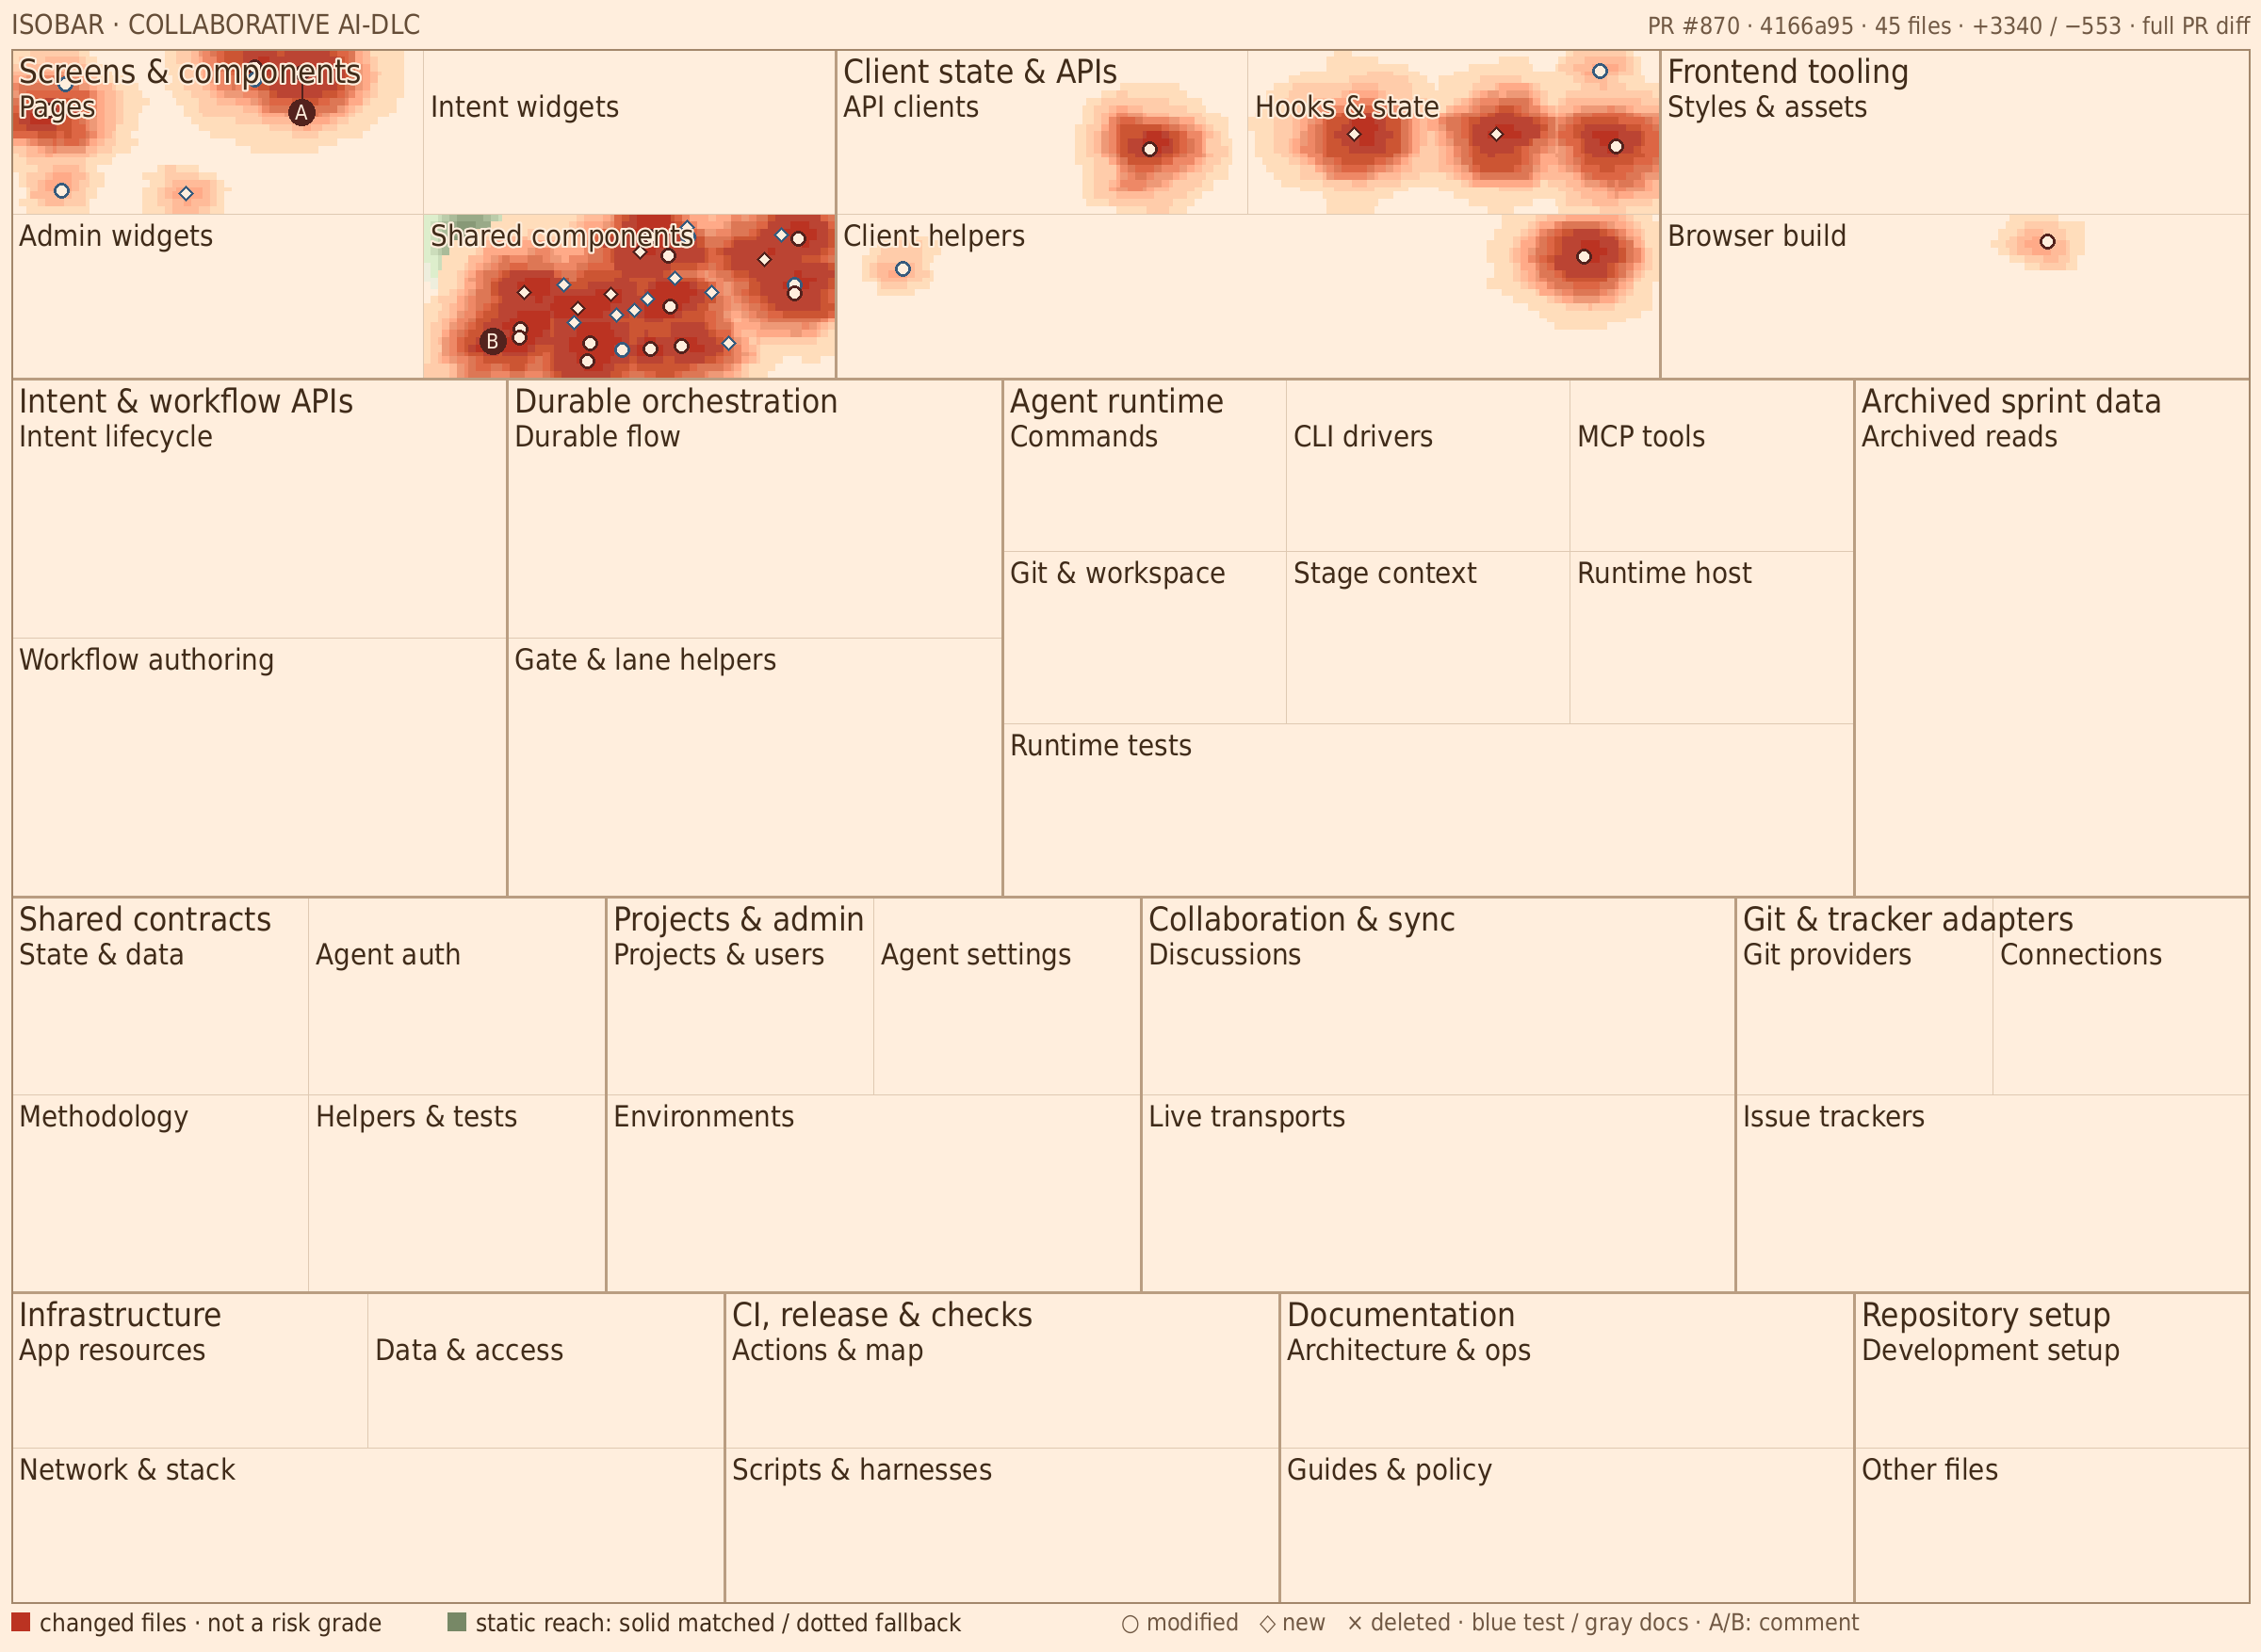 ISOBAR · COLLABORATIVE AI-DLC
PR #870 · 4166a95 · 45 files · +3340 / −553 · full PR diff
Screens & components
Pages
A
Intent widgets
Client state & APIs
API clients
Hooks & state
Frontend tooling
Styles & assets
Admin widgets
Shared components
B
Client helpers
Browser build
Intent & workflow APIs
Intent lifecycle
Durable orchestration
Durable flow
Agent runtime
Commands
CLI drivers
MCP tools
Archived sprint data
Archived reads
Git & workspace
Stage context
Runtime host
Workflow authoring
Gate & lane helpers
Runtime tests
Shared contracts
State & data
Agent auth
Projects & admin
Projects & users
Agent settings
Collaboration & sync
Discussions
Git & tracker adapters
Git providers
Connections
Methodology
Helpers & tests
Environments
Live transports
Issue trackers
Infrastructure
App resources
Data & access
CI, release & checks
Actions & map
Documentation
Architecture & ops
Repository setup
Development setup
Network & stack
Scripts & harnesses
Guides & policy
Other files
changed files · not a risk grade
static reach: solid matched / dotted fallback
○ modified ◇ new × deleted · blue test / gray docs · A/B: comment